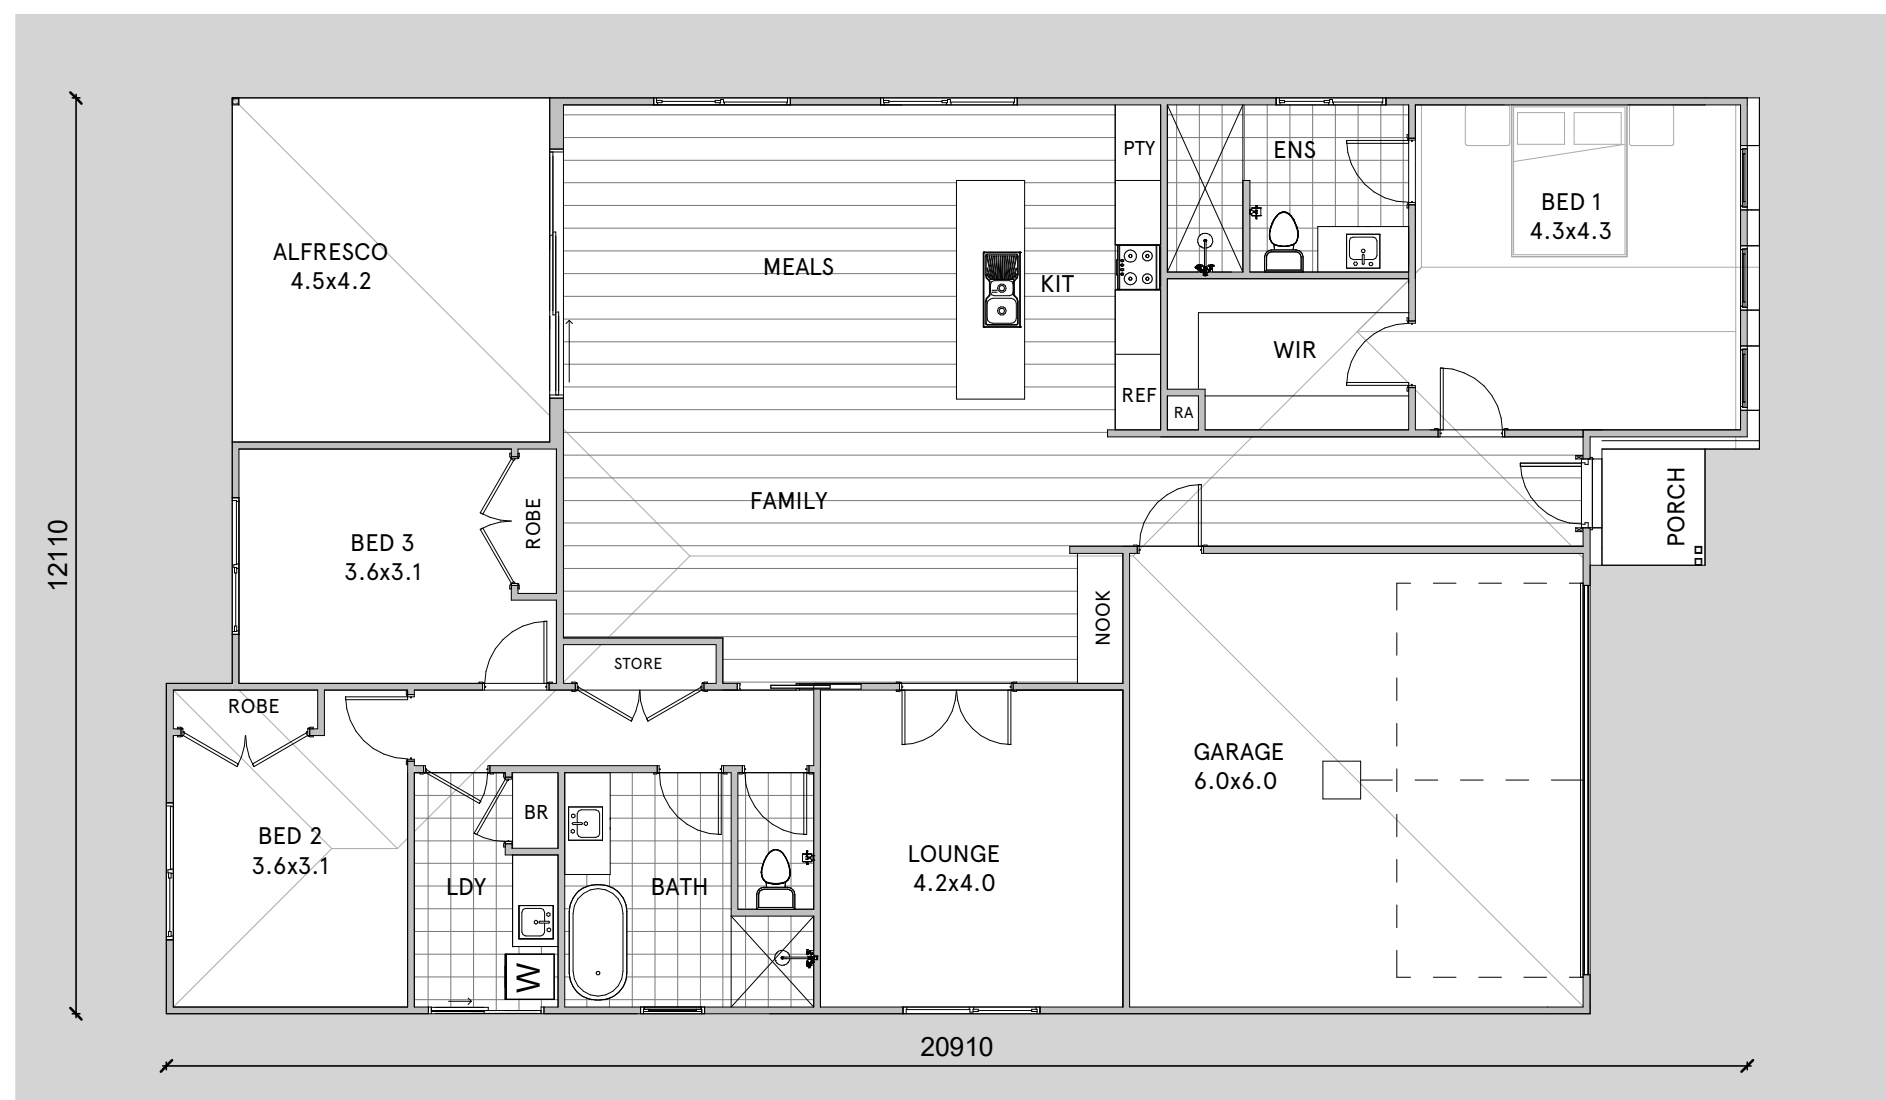 PTY
ENS
BED 1
4.3x4.3
ALFRESCO
4.5x4.2
MEALS
KIT
WIR
REF
RA
FAMILY
ROBE
PORCH
BED 3
3.6x3.1
12110
NOOK
STORE
ROBE
GARAGE
6.0x6.0
BR
BED 2
3.6x3.1
LOUNGE
4.2x4.0
LDY
BATH
W
20910